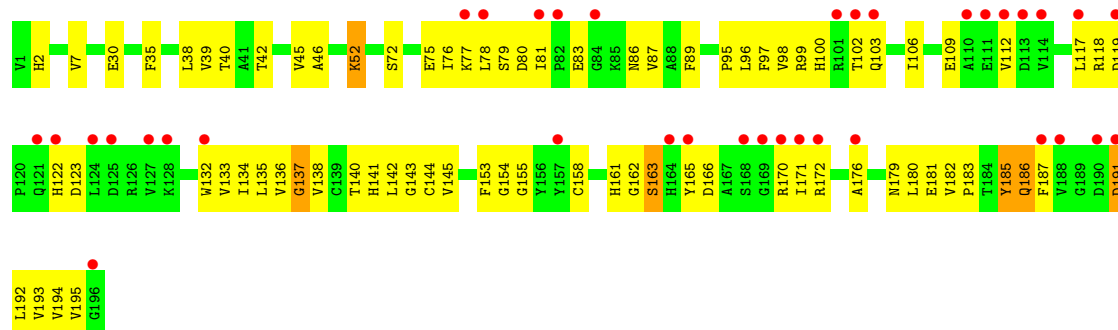 V1 H2 V7 E30 F35 L38 V39 T40 A41 T42 V45 A46 K52 S72 E75 I76 K77 L78 S79 D80 I81 P82 E83 G84 K85 N86 V87 A88 F89 P95 L96 F97 V98 R99 H100 R101 T102 Q103 I106 E109 A110 E111 V112 D113 V114 L117 R118 D119
P120 Q121 H122 D123 L124 D125 R126 V127 K128 W132 V133 I134 L135 V136 G137 V138 C139 T140 H141 L142 G143 C144 V145 F153 G154 G155 Y156 Y157 C158 H161 G162 S163 H164 Y165 D166 A167 S168 G169 R170 I171 R172 A176 N179 L180 E181 V182 P183 T184 Y185 Q186 F187 V188 G189 D190 D191
L192 V193 V194 V195 G196